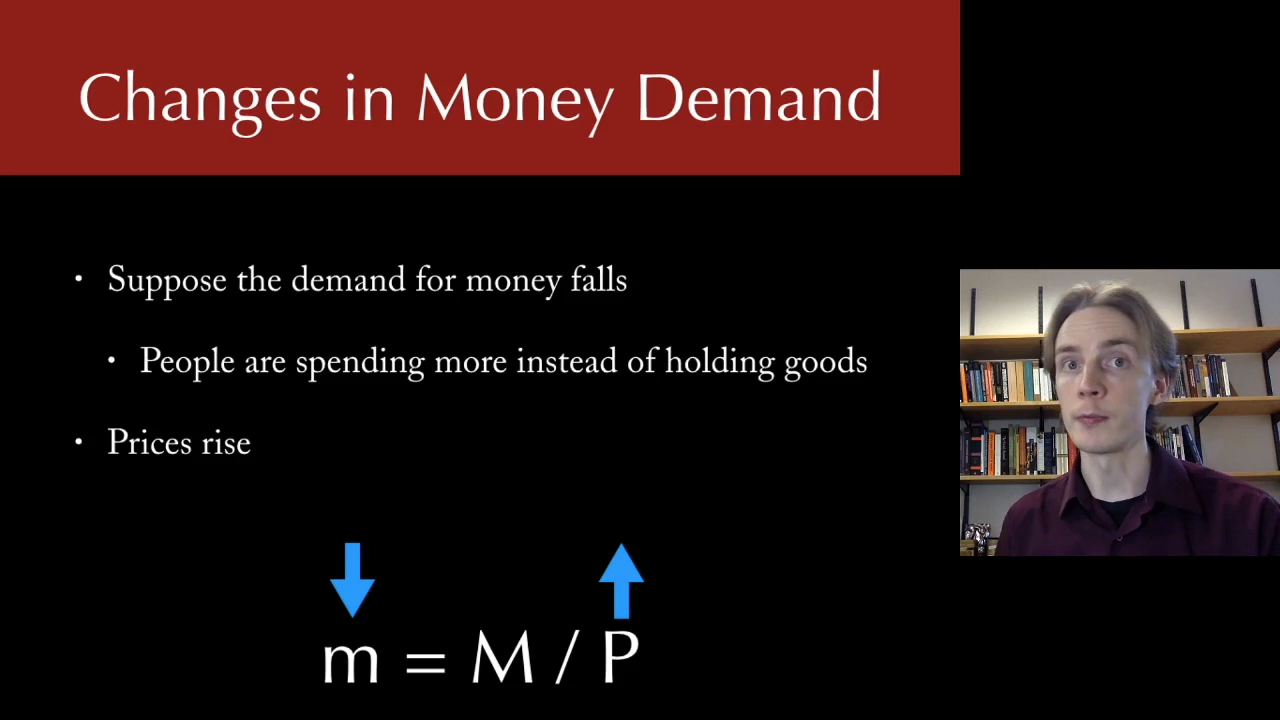 Changes in Money Demand
• Suppose the demand for money falls
• People are spending more instead of holding goods
• Prices rise
m = M / P